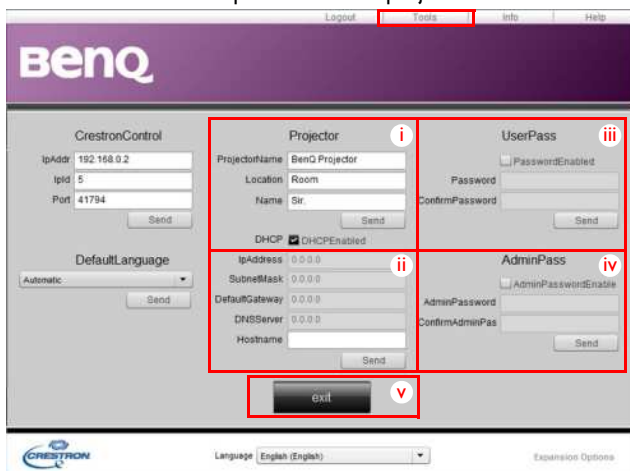 Logout Tools Info Help
BenQ
CrestronControl
IpAddr 192.168.0.2
IpId 5
Port 41794
Send
DefaultLanguage
Automatic
Send
Projector i
ProjectorName BenQ Projector
Location Room
Name Sir.
Send
DHCP DHCPEnabled
ii
IpAddress 0.0.0.0
SubnetMask 0.0.0.0
DefaultGateway 0.0.0.0
DNSServer 0.0.0.0
Hostname
Send
UserPass iii
PasswordEnabled
Password
ConfirmPassword
Send
AdminPass iv
AdminPasswordEnable
AdminPassword
ConfirmAdminPas
Send
exit v
CRESTRON Language English (English) Expansion Options